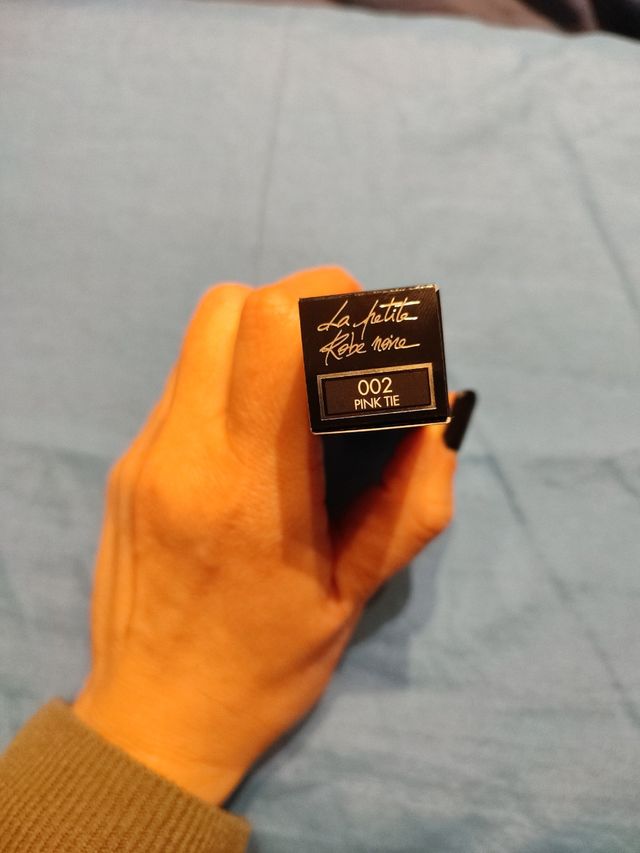 La petite
Robe noire
002
PINK TIE